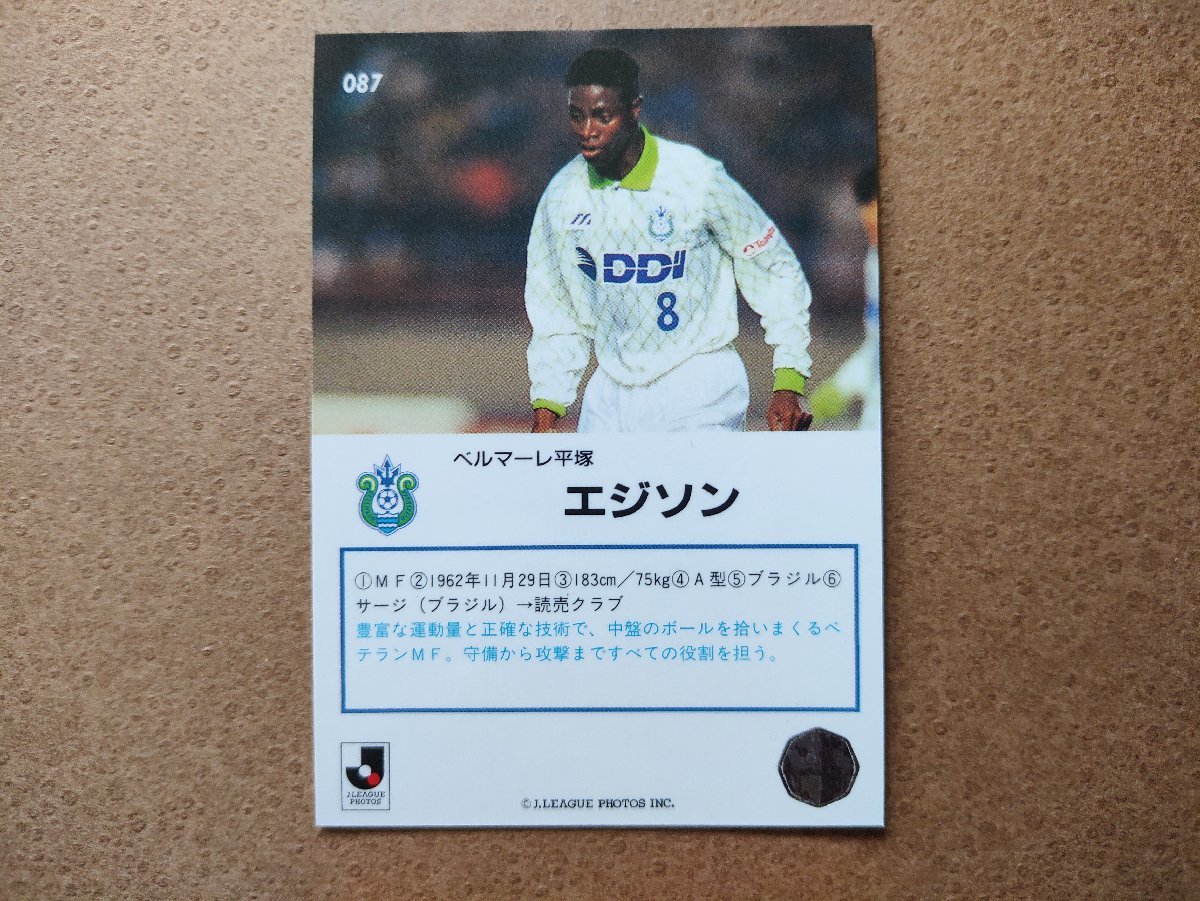 087
DDI
8
ベルマーレ平塚
エジソン
①MF②1962年11月29日③183cm/75kg④A型⑤ブラジル⑥
サージ(ブラジル)→読売クラブ
豊富な運動量と正確な技術で、中盤のボールを拾いまくるベ
テランMF。守備から攻撃まですべての役割を担う。
J.LEAGUE
PHOTOS
© J.LEAGUE PHOTOS INC.